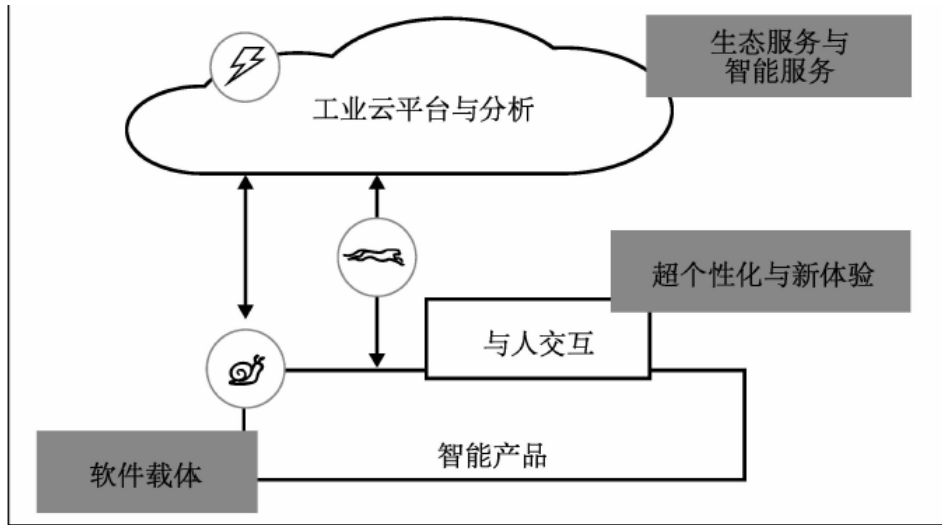 生态服务与
智能服务
工业云平台与分析
超个性化与新体验
与人交互
智能产品
软件载体